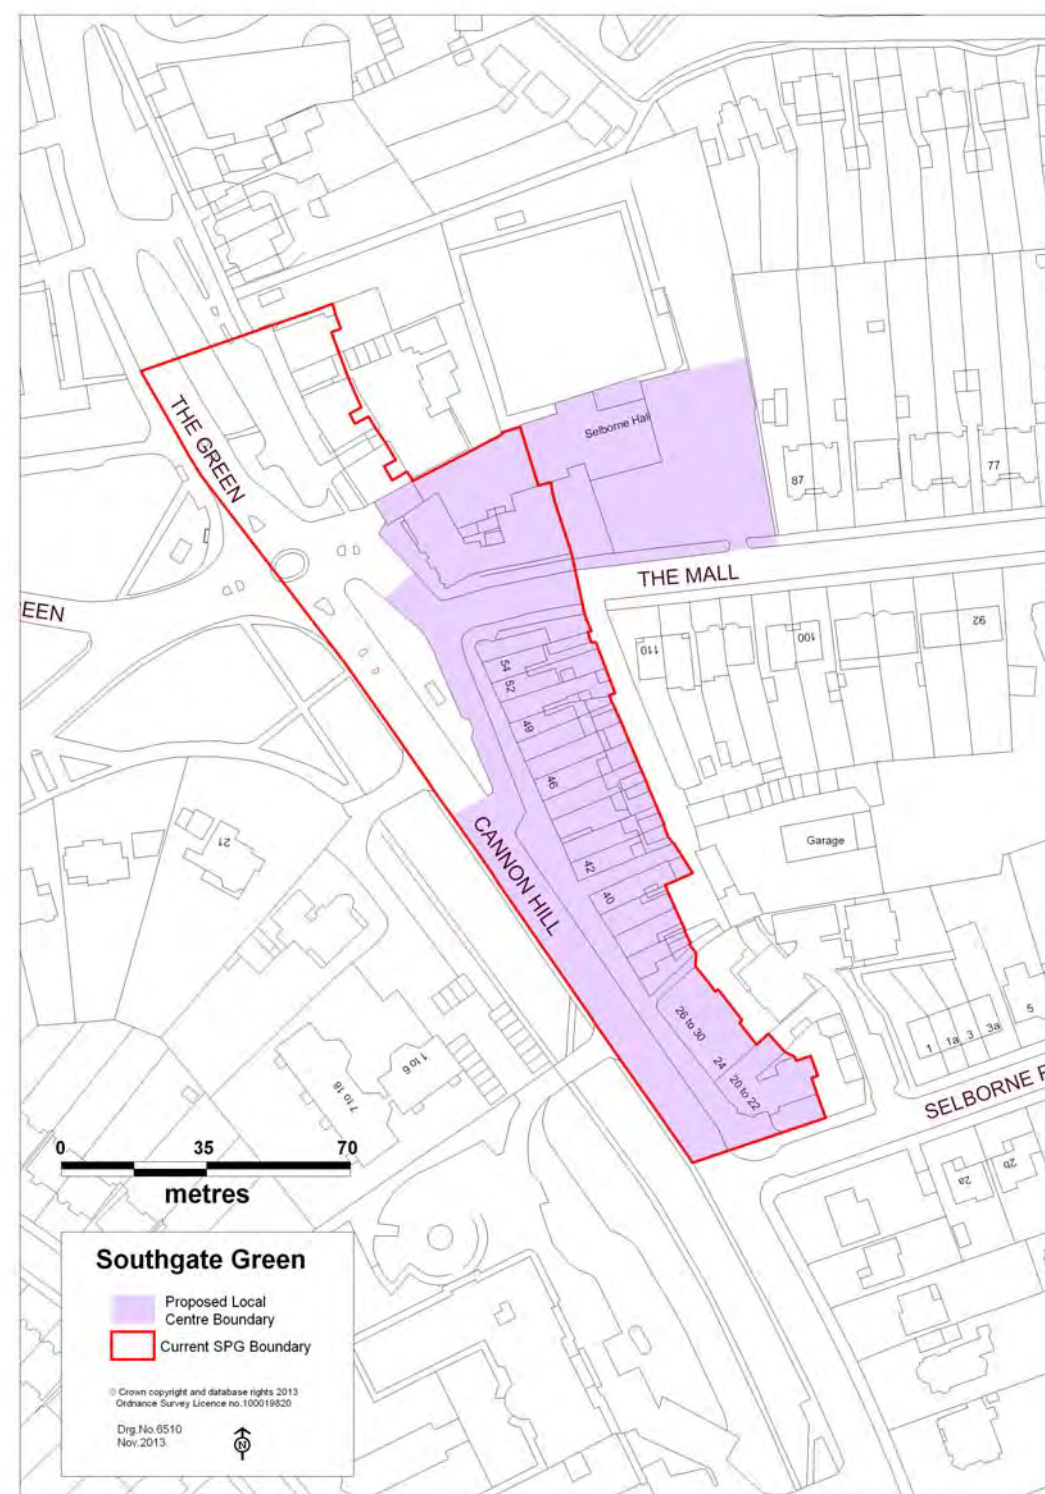 Selborne Hall
THE GREEN
87
77
THE MALL
EEN
92
100
110
54
52
49
46
CANNON HILL
21
Garage
42
40
26 to 30
24
20 to 22
1
1a
3
3a
5
SELBORNE R
1 to 6
7 to 18
2a
2b
0 35 70
metres
Southgate Green
Proposed Local
Centre Boundary
Current SPG Boundary
© Crown copyright and database rights 2013
Ordnance Survey Licence no.100019820
Drg.No.6510
Nov.2013
N